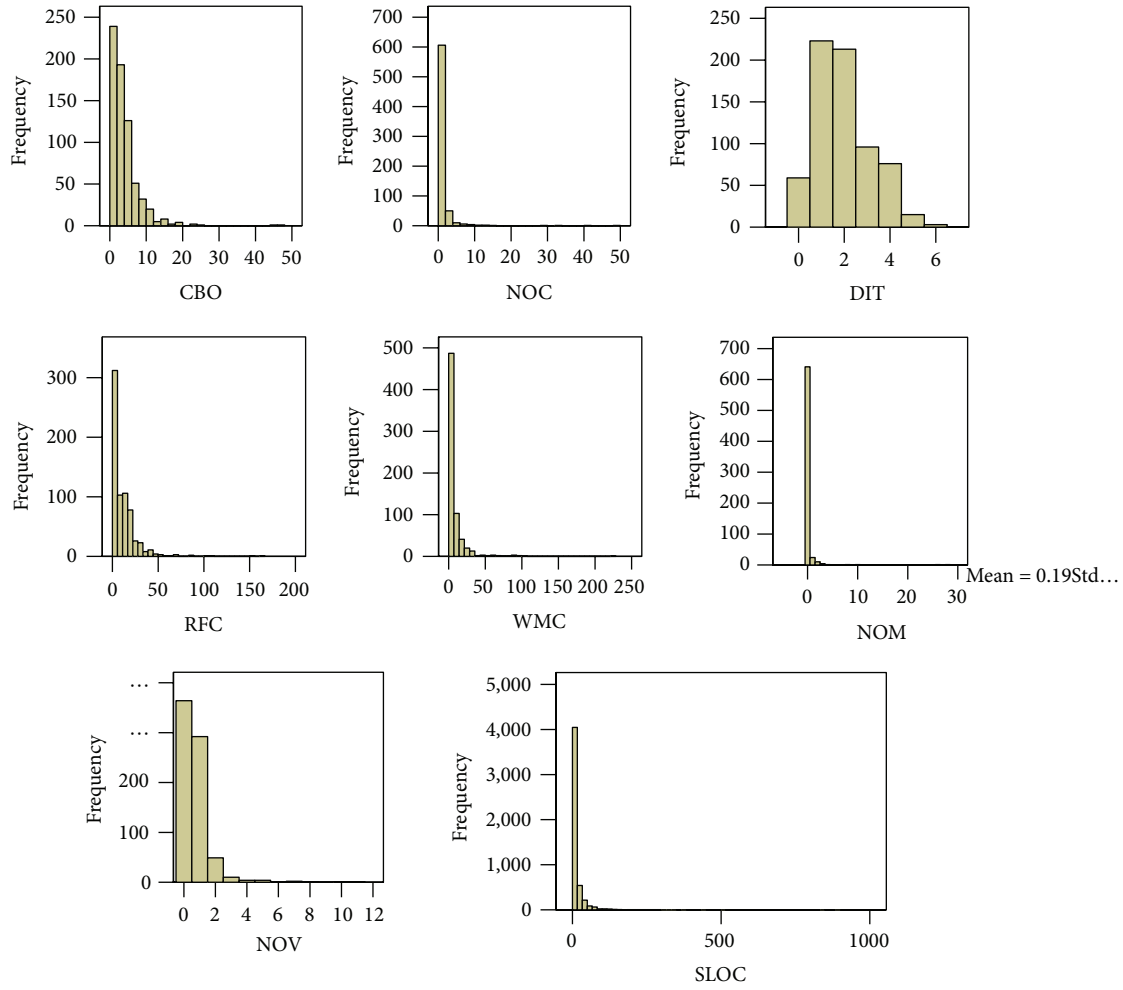 250
200
150
100
50
0
Frequency
0 10 20 30 40 50
CBO
700
600
500
400
300
200
100
0
Frequency
0 10 20 30 40 50
NOC
250
200
150
100
50
0
Frequency
0 2 4 6
DIT
300
200
100
0
Frequency
0 50 100 150 200
RFC
500
400
300
200
100
0
Frequency
0 50 100 150 200 250
WMC
700
600
500
400
300
200
100
0
Frequency
0 10 20 30
Mean = 0.19Std…
NOM
…
…
200
100
0
Frequency
0 2 4 6 8 10 12
NOV
5,000
4,000
3,000
2,000
1,000
0
Frequency
0 500 1000
SLOC